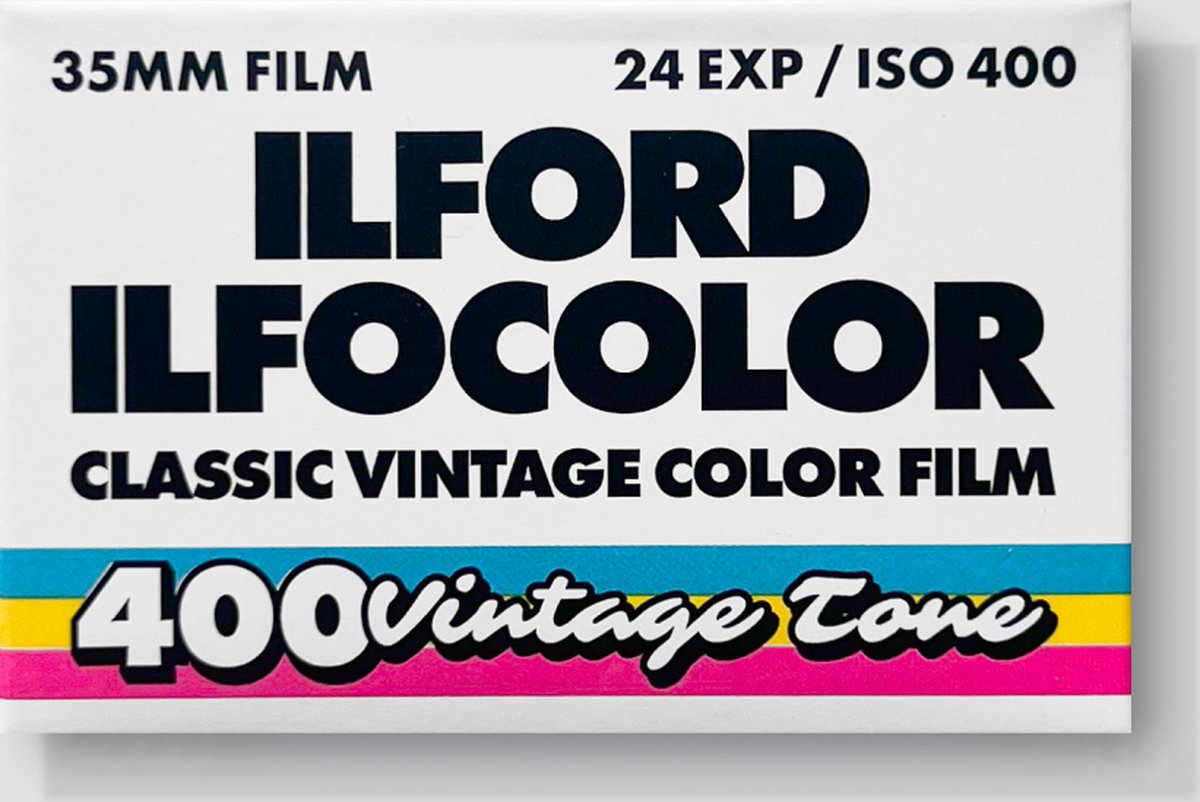 35MM FILM 24 EXP / ISO 400
ILFORD
ILFOCOLOR
CLASSIC VINTAGE COLOR FILM
400 Vintage Tone